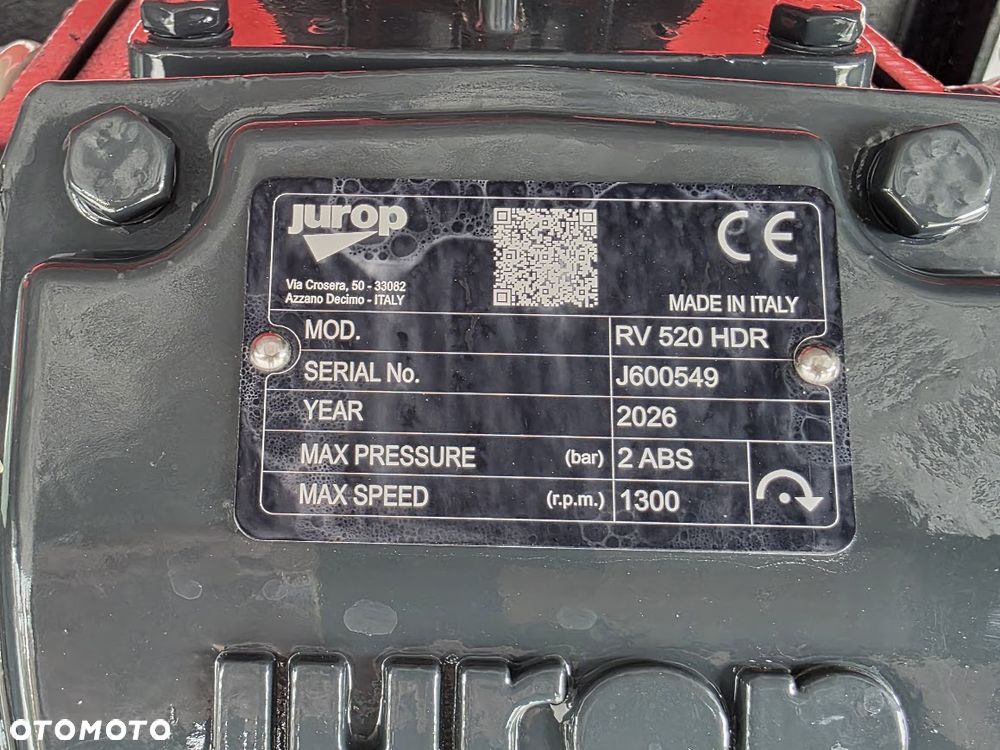 jurop
Via Crosera, 50 - 33082
Azzano Decimo - ITALY
CE
MADE IN ITALY
MOD. RV 520 HDR
SERIAL No. J600549
YEAR 2026
MAX PRESSURE (bar) 2 ABS
MAX SPEED (r.p.m.) 1300
jurop
OTOMOTO